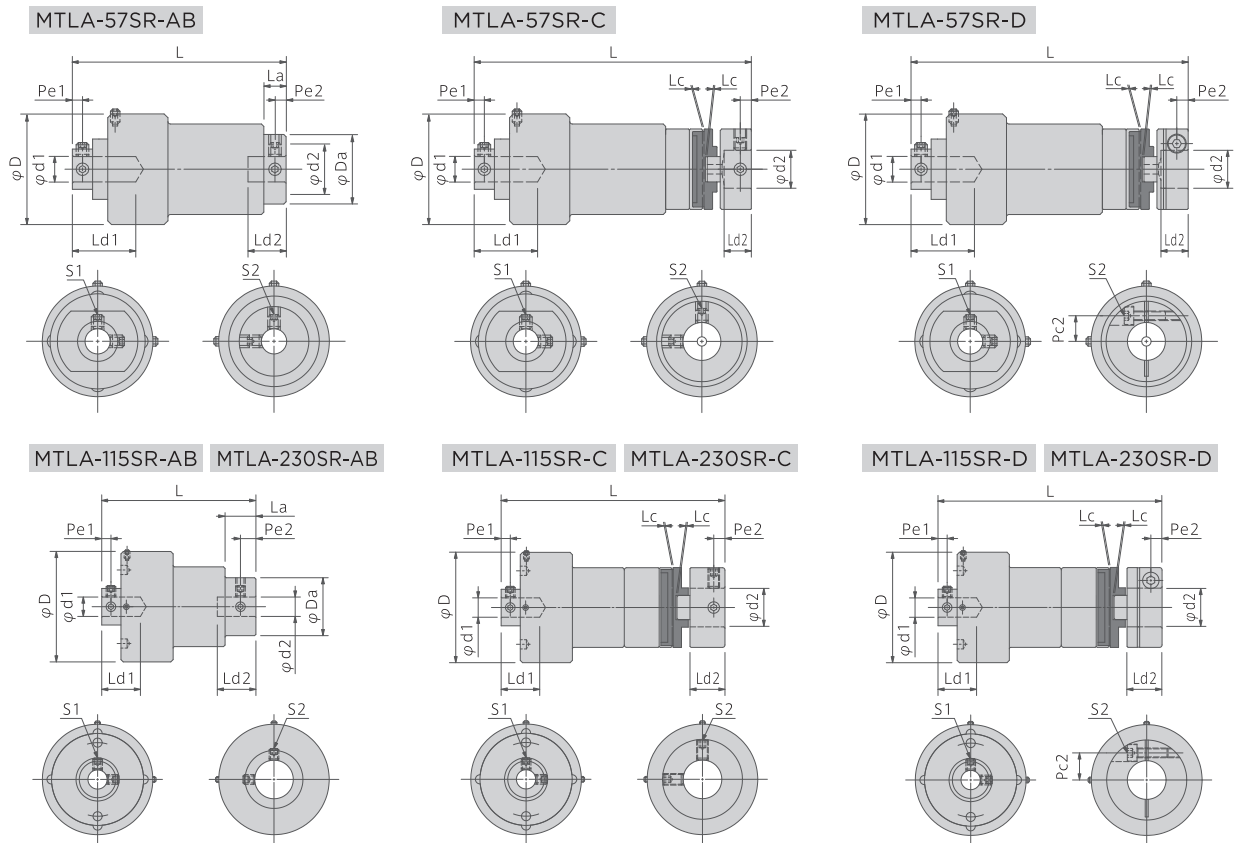 MTLA-57SR-AB
L
La
Pe1
Pe2
φD
φd1
φd2
φDa
Ld1
Ld2
S1
S2
MTLA-57SR-C
L
Lc
Lc
Pe1
Pe2
φD
φd1
φd2
Ld1
Ld2
S1
S2
MTLA-57SR-D
L
Lc
Lc
Pe1
Pe2
φD
φd1
φd2
Ld1
Ld2
S1
S2
Pc2
MTLA-115SR-AB MTLA-230SR-AB
L
La
Pe1
Pe2
φD
φd1
φDa
φd2
Ld1
Ld2
S1
S2
MTLA-115SR-C MTLA-230SR-C
L
Lc
Lc
Pe1
Pe2
φD
φd1
φd2
Ld1
Ld2
S1
S2
MTLA-115SR-D MTLA-230SR-D
L
Lc
Lc
Pe1
Pe2
φD
φd1
φd2
Ld1
Ld2
S1
S2
Pc2